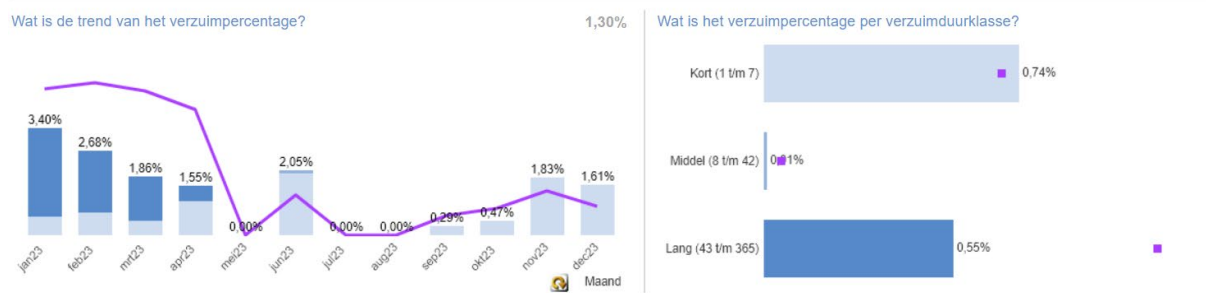 Wat is de trend van het verzuimpercentage?
1,30%
3,40%
2,68%
1,86%
1,55%
0,00%
2,05%
0,00%
0,00%
0,29%
0,47%
1,83%
1,61%
jan23
feb23
mrt23
apr23
mei23
jun23
jul23
aug23
sep23
okt23
nov23
dec23
Maand
Wat is het verzuimpercentage per verzuimduurklasse?
Kort (1 t/m 7)
0,74%
Middel (8 t/m 42)
0,01%
Lang (43 t/m 365)
0,55%